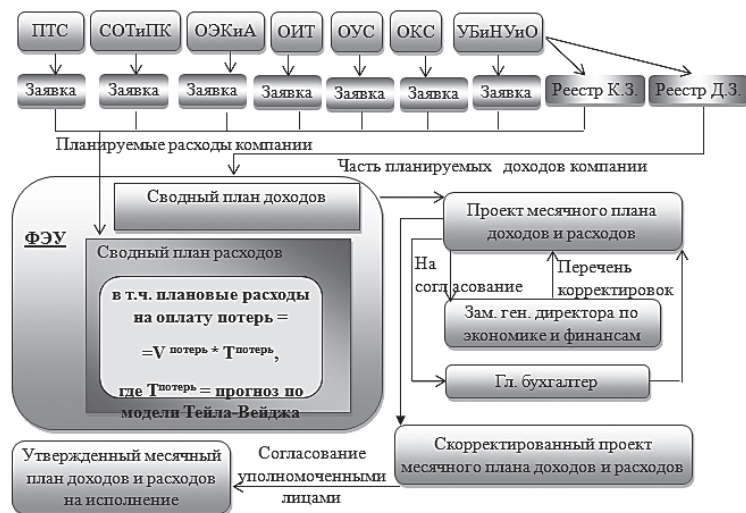 ПТС СОТиПК ОЭКиА ОИТ ОУС ОКС УБиНУиО
Заявка Заявка Заявка Заявка Заявка Заявка Заявка Реестр К.З. Реестр Д.З.
Планируемые расходы компании
Часть планируемых доходов компании
ФЭУ
Сводный план доходов
Сводный план расходов
в т.ч. плановые расходы
на оплату потерь =
=V потерь * Tпотерь,
где Tпотерь = прогноз по
модели Тейла-Вейджа
Проект месячного плана
доходов и расходов
На
согласование
Перечень
корректировок
Зам. ген. директора по
экономике и финансам
Гл. бухгалтер
Скорректированный проект
месячного плана доходов и расходов
Согласование
уполномоченными
лицами
Утвержденный месячный
план доходов и расходов
на исполнение